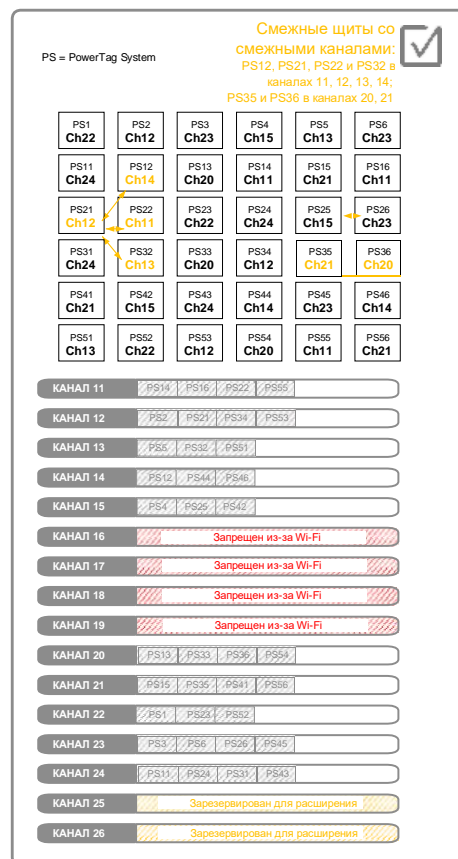 Смежные щиты со
смежными каналами:
PS = PowerTag System
PS12, PS21, PS22 и PS32 в
каналах 11, 12, 13, 14;
PS35 и PS36 в каналах 20, 21
PS1 PS2 PS3 PS4 PS5 PS6
Ch22 Ch12 Ch23 Ch15 Ch13 Ch23
PS11 PS12 PS13 PS14 PS15 PS16
Ch24 Ch14 Ch20 Ch11 Ch21 Ch11
PS21 PS22 PS23 PS24 PS25 PS26
Ch12 Ch11 Ch22 Ch24 Ch15 Ch23
PS31 PS32 PS33 PS34 PS35 PS36
Ch24 Ch13 Ch20 Ch12 Ch21 Ch20
PS41 PS42 PS43 PS44 PS45 PS46
Ch21 Ch15 Ch24 Ch14 Ch23 Ch14
PS51 PS52 PS53 PS54 PS55 PS56
Ch13 Ch22 Ch12 Ch20 Ch11 Ch21
КАНАЛ 11 PS14 PS16 PS22 PS55
КАНАЛ 12 PS2 PS21 PS34 PS53
КАНАЛ 13 PS5 PS32 PS51
КАНАЛ 14 PS12 PS44 PS46
КАНАЛ 15 PS4 PS25 PS42
КАНАЛ 16 Запрещен из-за Wi-Fi
КАНАЛ 17 Запрещен из-за Wi-Fi
КАНАЛ 18 Запрещен из-за Wi-Fi
КАНАЛ 19 Запрещен из-за Wi-Fi
КАНАЛ 20 PS13 PS33 PS36 PS54
КАНАЛ 21 PS15 PS35 PS41 PS56
КАНАЛ 22 PS1 PS23 PS52
КАНАЛ 23 PS3 PS6 PS26 PS45
КАНАЛ 24 PS11 PS24 PS31 PS43
КАНАЛ 25 Зарезервирован для расширения
КАНАЛ 26 Зарезервирован для расширения